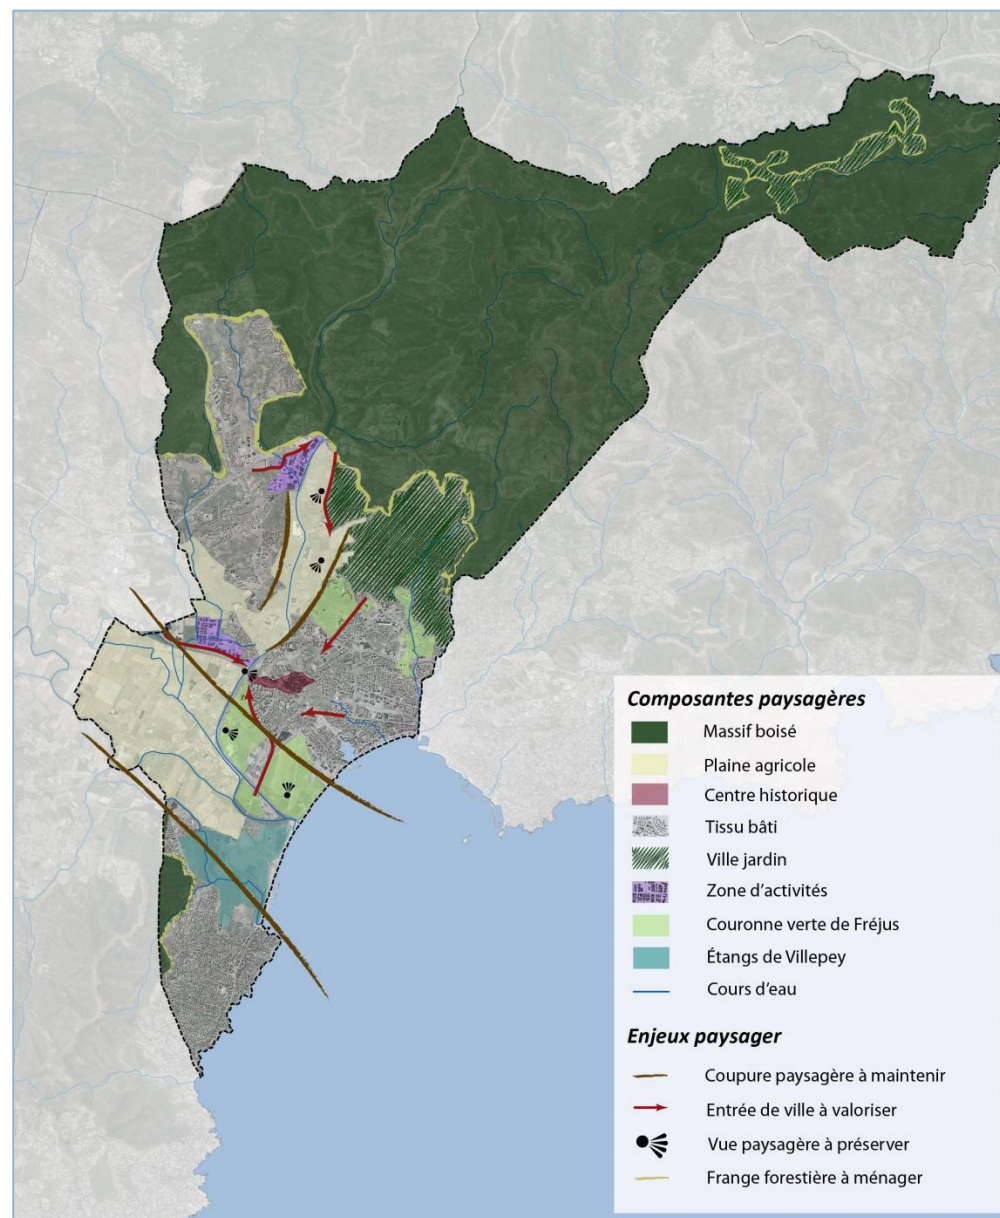 Composantes paysagères
Massif boisé
Plaine agricole
Centre historique
Tissu bâti
Ville jardin
Zone d'activités
Couronne verte de Fréjus
Étangs de Villepey
Cours d'eau
Enjeux paysager
Coupure paysagère à maintenir
Entrée de ville à valoriser
Vue paysagère à préserver
Frange forestière à ménager